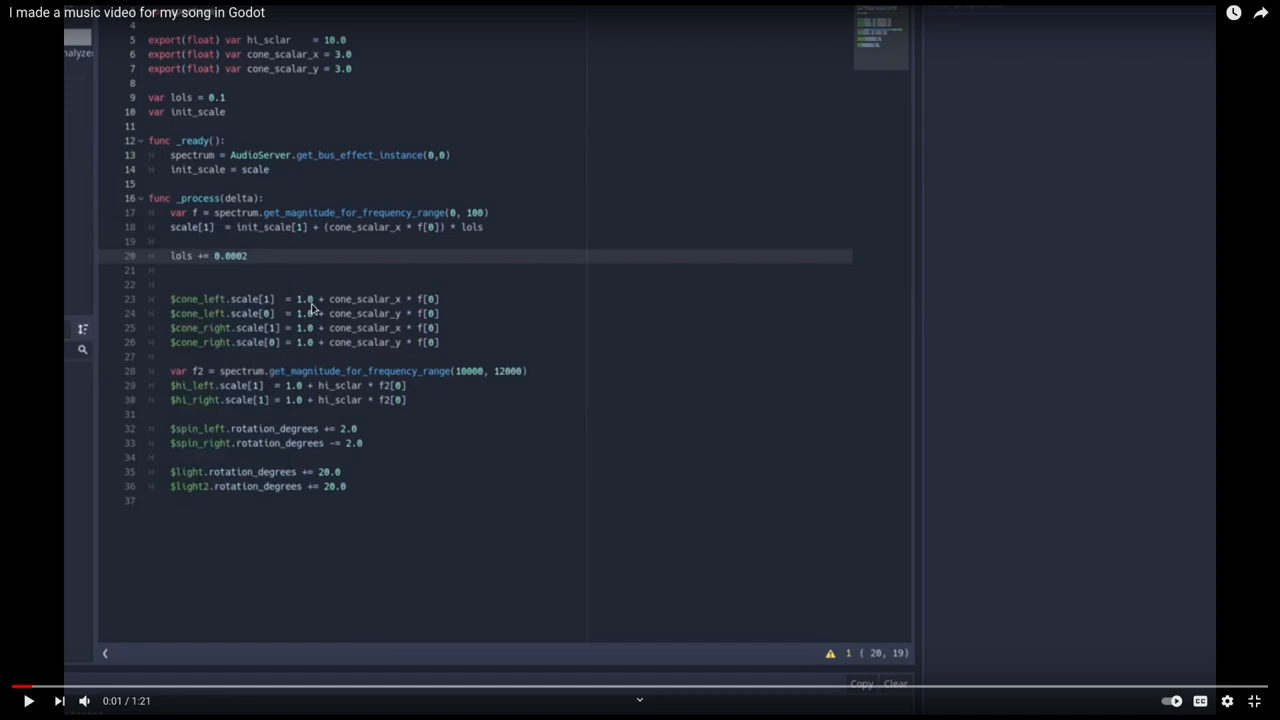 I made a music video for my song in Godot
4
nalyzer
5 export(float) var hi_sclar    = 10.0
6 export(float) var cone_scalar_x = 3.0
7 export(float) var cone_scalar_y = 3.0
8
9 var lols = 0.1
10 var init_scale
11
12 func _ready():
13 spectrum = AudioServer.get_bus_effect_instance(0,0)
14 init_scale = scale
15
16 func _process(delta):
17 var f = spectrum.get_magnitude_for_frequency_range(0, 100)
18 scale[1]  = init_scale[1] + (cone_scalar_x * f[0]) * lols
19
20 lols += 0.0002
21
22
23 $cone_left.scale[1]  = 1.0 + cone_scalar_x * f[0]
24 $cone_left.scale[0]  = 1.0 + cone_scalar_y * f[0]
25 $cone_right.scale[1] = 1.0 + cone_scalar_x * f[0]
26 $cone_right.scale[0] = 1.0 + cone_scalar_y * f[0]
27
28 var f2 = spectrum.get_magnitude_for_frequency_range(10000, 12000)
29 $hi_left.scale[1]  = 1.0 + hi_sclar * f2[0]
30 $hi_right.scale[1] = 1.0 + hi_sclar * f2[0]
31
32 $spin_left.rotation_degrees += 2.0
33 $spin_right.rotation_degrees -= 2.0
34
35 $light.rotation_degrees += 20.0
36 $light2.rotation_degrees += 20.0
37
1 ( 20, 19)
Copy Clear
0:01 / 1:21
CC